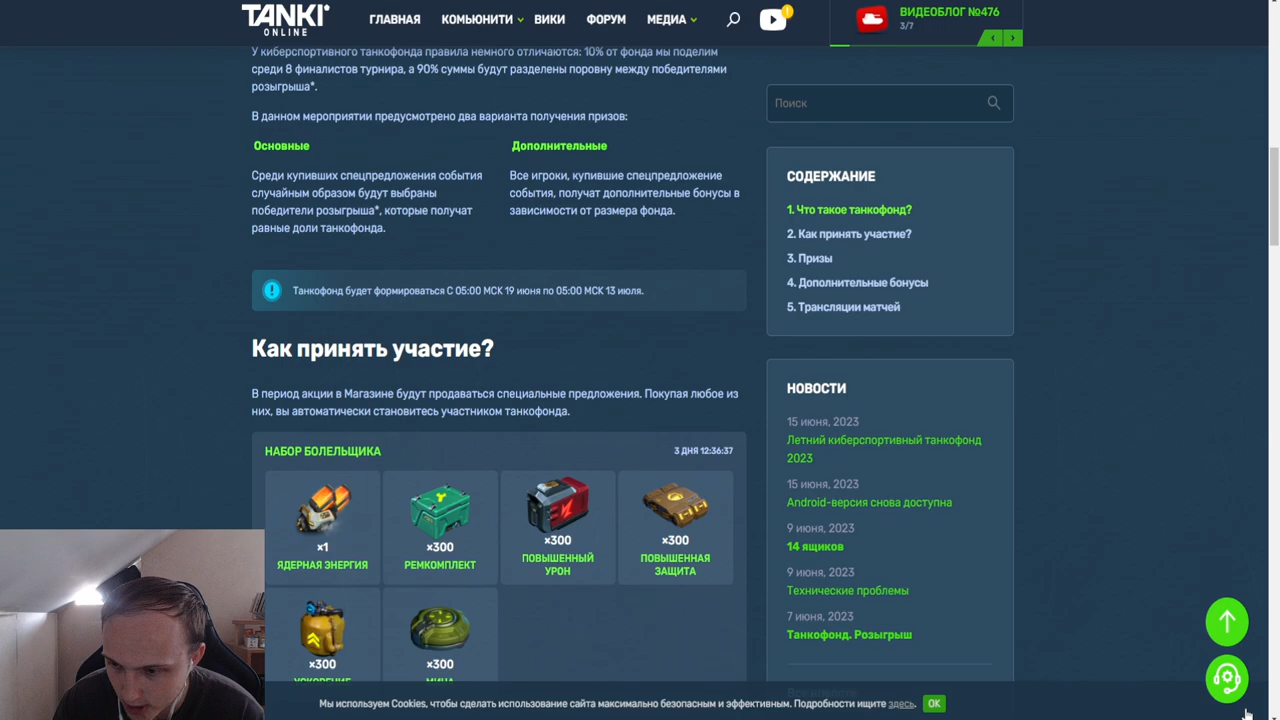 TANKI
ONLINE
ГЛАВНАЯ
КОМЬЮНИТИ
ВИКИ
ФОРУМ
МЕДИА
!
ВИДЕОБЛОГ №476
3/7
У киберспортивного танкофонда правила немного отличаются: 10% от фонда мы поделим
среди 8 финалистов турнира, а 90% суммы будут разделены поровну между победителями
розыгрыша*.
В данном мероприятии предусмотрено два варианта получения призов:
Основные
Среди купивших спецпредложения события
случайным образом будут выбраны
победители розыгрыша*, которые получат
равные доли танкофонда.
Дополнительные
Все игроки, купившие спецпредложение
события, получат дополнительные бонусы в
зависимости от размера фонда.
Танкофонд будет формироваться С 05:00 МСК 19 июня по 05:00 МСК 13 июля.
Как принять участие?
В период акции в Магазине будут продаваться специальные предложения. Покупая любое из
них, вы автоматически становитесь участником танкофонда.
НАБОР БОЛЕЛЬЩИКА
3 ДНЯ 12:36:37
×1
ЯДЕРНАЯ ЭНЕРГИЯ
×300
РЕМКОМПЛЕКТ
×300
ПОВЫШЕННЫЙ
УРОН
×300
ПОВЫШЕННАЯ
ЗАЩИТА
×300
УСКОРЕНИЕ
×300
МИНА
Поиск
СОДЕРЖАНИЕ
1. Что такое танкофонд?
2. Как принять участие?
3. Призы
4. Дополнительные бонусы
5. Трансляции матчей
НОВОСТИ
15 июня, 2023
Летний киберспортивный танкофонд
2023
15 июня, 2023
Android-версия снова доступна
9 июня, 2023
14 ящиков
9 июня, 2023
Технические проблемы
7 июня, 2023
Танкофонд. Розыгрыш
Все новости
Мы используем Cookies, чтобы сделать использование сайта максимально безопасным и эффективным. Подробности ищите здесь.
OK